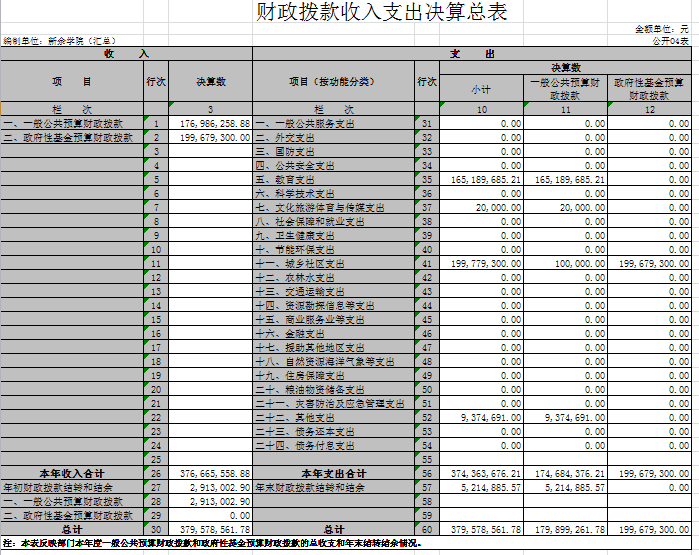 财政拨款收入支出决算总表
金额单位：元
编制单位：新余学院（汇总） 公开04表
收 入 支 出
项 目 行次 决算数 项目（按功能分类） 行次 决算数
小计 一般公共预算财政拨款 政府性基金预算财政拨款
栏 次 3 栏 次 10 11 12
一、一般公共预算财政拨款 1 176,986,258.88 一、一般公共服务支出 31 0.00 0.00 0.00
二、政府性基金预算财政拨款 2 199,679,300.00 二、外交支出 32 0.00 0.00 0.00
3 三、国防支出 33 0.00 0.00 0.00
4 四、公共安全支出 34 0.00 0.00 0.00
5 五、教育支出 35 165,189,685.21 165,189,685.21 0.00
6 六、科学技术支出 36 0.00 0.00 0.00
7 七、文化旅游体育与传媒支出 37 20,000.00 20,000.00 0.00
8 八、社会保障和就业支出 38 0.00 0.00 0.00
9 九、卫生健康支出 39 0.00 0.00 0.00
10 十、节能环保支出 40 0.00 0.00 0.00
11 十一、城乡社区支出 41 199,779,300.00 100,000.00 199,679,300.00
12 十二、农林水支出 42 0.00 0.00 0.00
13 十三、交通运输支出 43 0.00 0.00 0.00
14 十四、资源勘探信息等支出 44 0.00 0.00 0.00
15 十五、商业服务业等支出 45 0.00 0.00 0.00
16 十六、金融支出 46 0.00 0.00 0.00
17 十七、援助其他地区支出 47 0.00 0.00 0.00
18 十八、自然资源海洋气象等支出 48 0.00 0.00 0.00
19 十九、住房保障支出 49 0.00 0.00 0.00
20 二十、粮油物资储备支出 50 0.00 0.00 0.00
21 二十一、灾害防治及应急管理支出 51 0.00 0.00 0.00
22 二十二、其他支出 52 9,374,691.00 9,374,691.00 0.00
23 二十三、债务还本支出 53 0.00 0.00 0.00
24 二十四、债务付息支出 54 0.00 0.00 0.00
25 55
本年收入合计 26 376,665,558.88 本年支出合计 56 374,363,676.21 174,684,376.21 199,679,300.00
年初财政拨款结转和结余 27 2,913,002.90 年末财政拨款结转和结余 57 5,214,885.57 5,214,885.57 0.00
一、一般公共预算财政拨款 28 2,913,002.90 58
二、政府性基金预算财政拨款 29 0.00 59
总计 30 379,578,561.78 总计 60 379,578,561.78 179,899,261.78 199,679,300.00
注：本表反映部门本年度一般公共预算财政拨款和政府性基金预算财政拨款的总收支和年末结转结余情况。